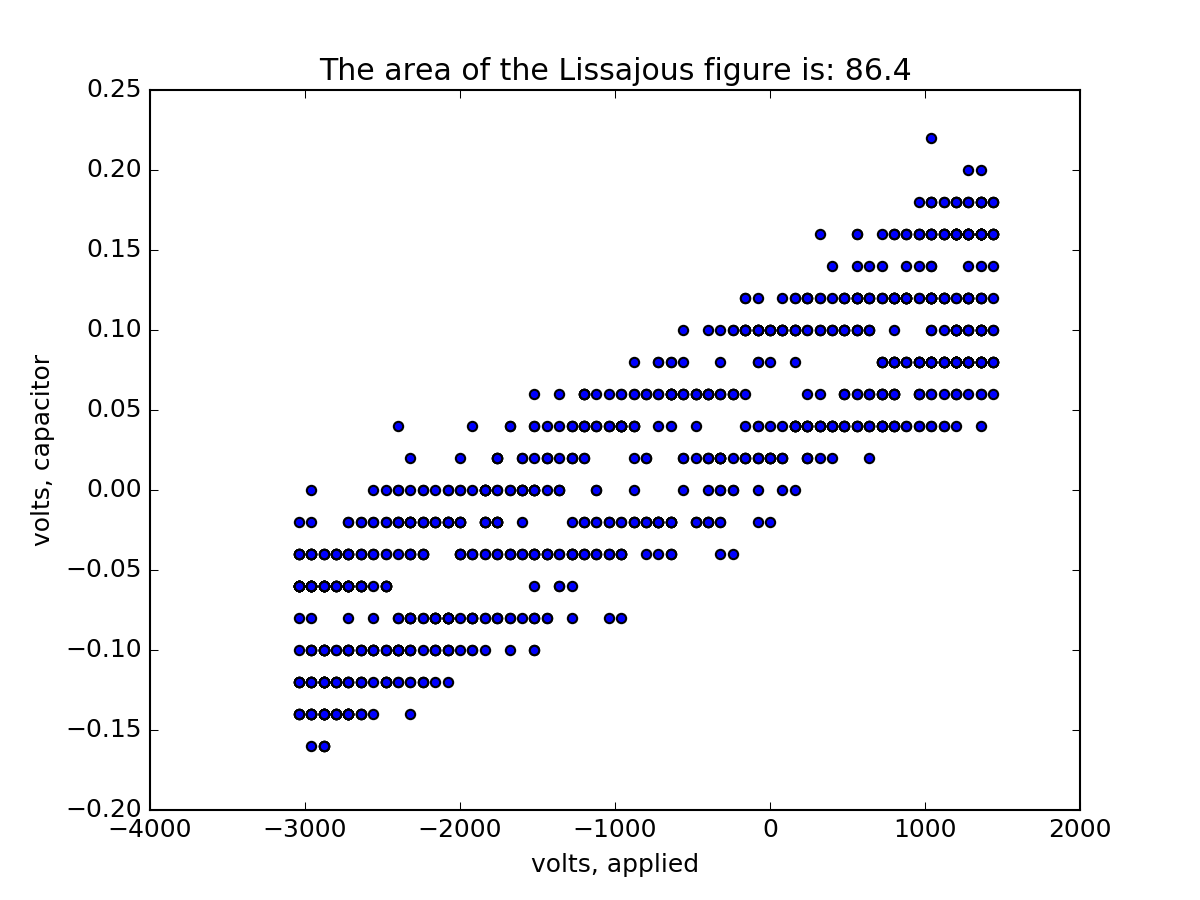 The area of the Lissajous figure is: 86.4
0.25
0.20
0.15
0.10
0.05
0.00
−0.05
−0.10
−0.15
−0.20
volts, capacitor
−4000 −3000 −2000 −1000 0 1000 2000
volts, applied